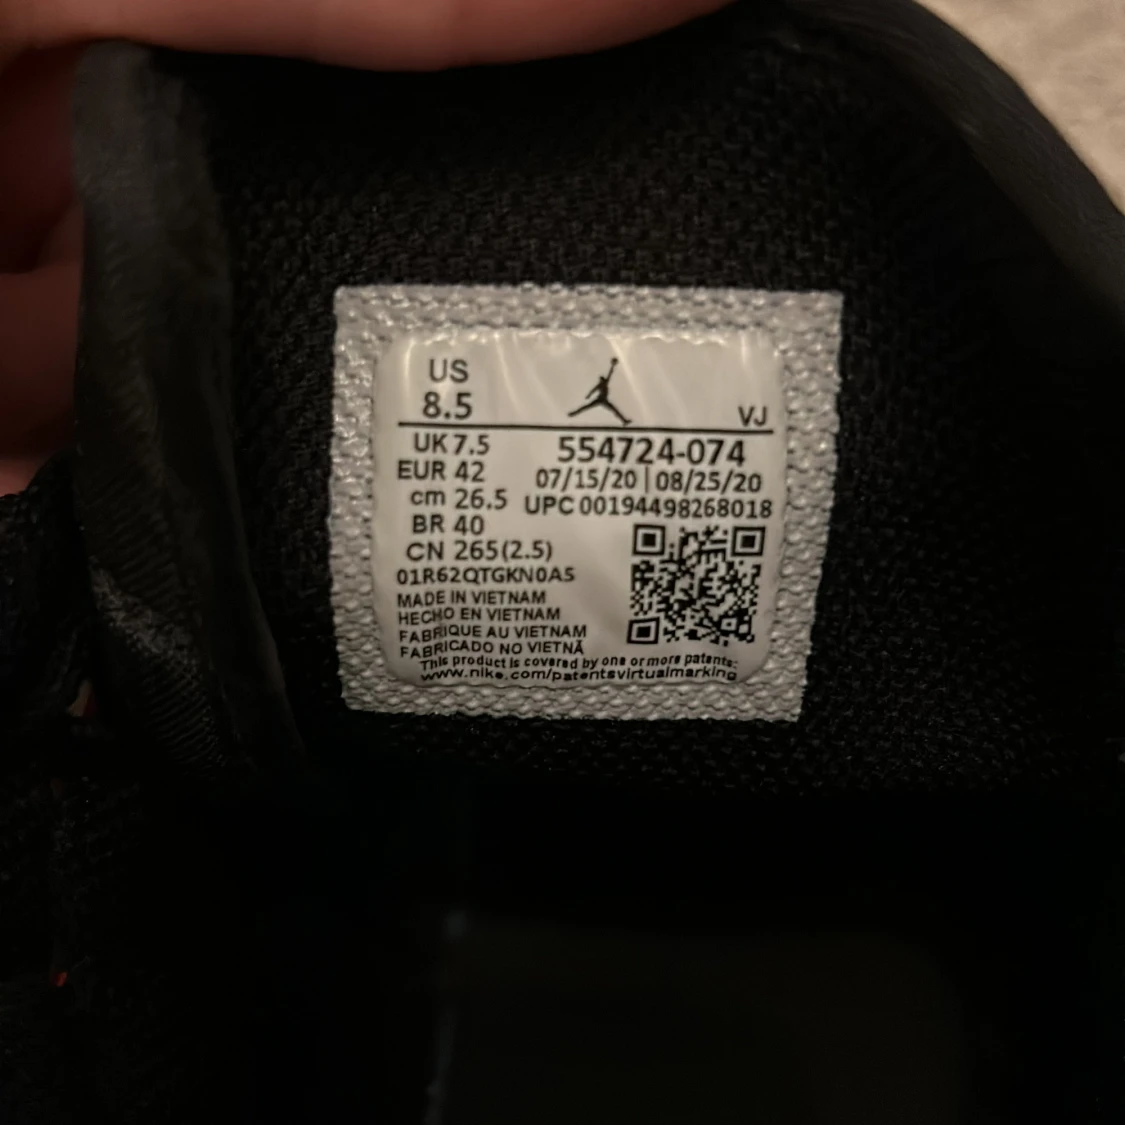 US
8.5
VJ
UK 7.5
554724-074
EUR 42
07/15/20 | 08/25/20
cm 26.5
UPC 00194498268018
BR 40
CN 265(2.5)
01R62QTGKN0A5
MADE IN VIETNAM
HECHO EN VIETNAM
FABRIQUE AU VIETNAM
FABRICADO NO VIETNÃ
This product is covered by one or more patents:
www.nike.com/patentsvirtualmarking